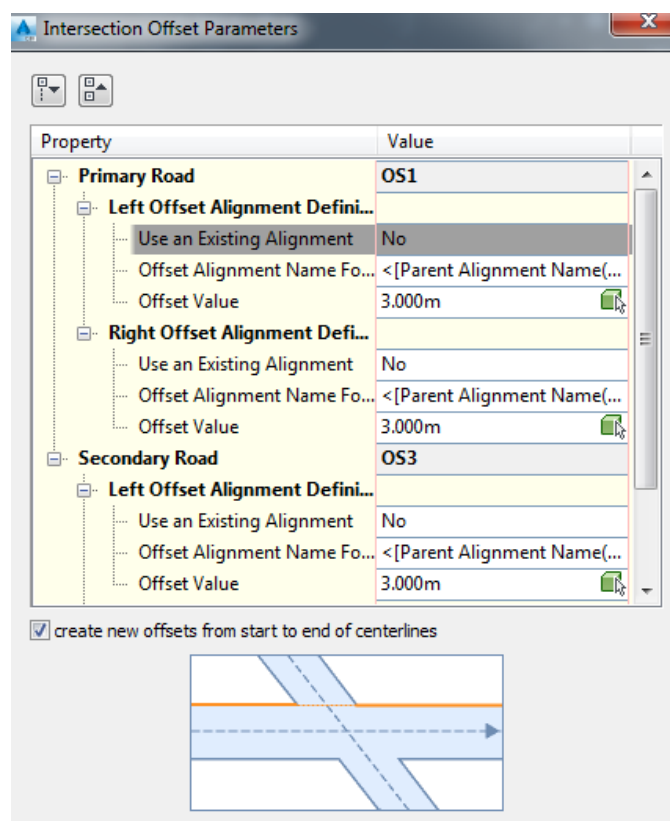 Intersection Offset Parameters
Property Value
Primary Road OS1
Left Offset Alignment Defini...
Use an Existing Alignment No
Offset Alignment Name Fo... <[Parent Alignment Name(...
Offset Value 3.000m
Right Offset Alignment Defi...
Use an Existing Alignment No
Offset Alignment Name Fo... <[Parent Alignment Name(...
Offset Value 3.000m
Secondary Road OS3
Left Offset Alignment Defini...
Use an Existing Alignment No
Offset Alignment Name Fo... <[Parent Alignment Name(...
Offset Value 3.000m
create new offsets from start to end of centerlines